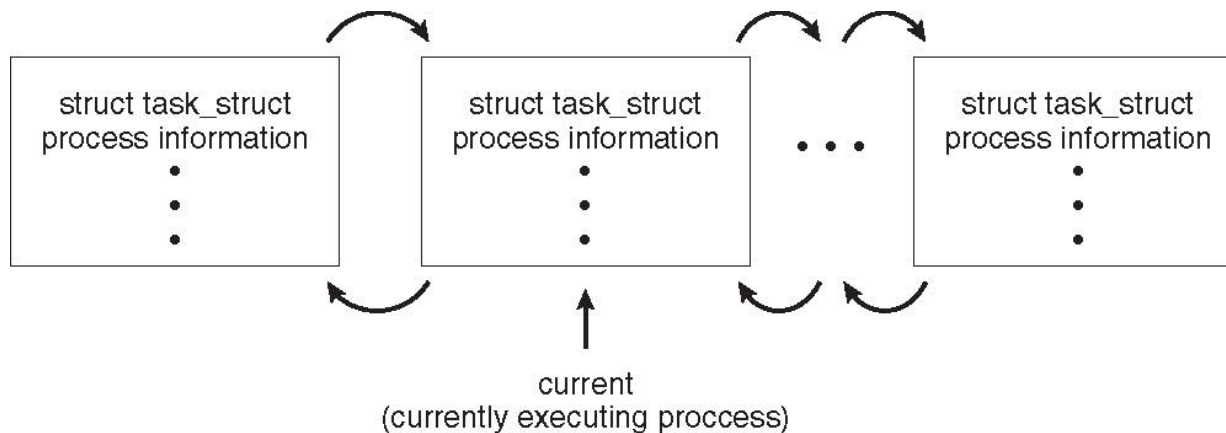 struct task_struct
process information
struct task_struct
process information
struct task_struct
process information
current
(currently executing proccess)